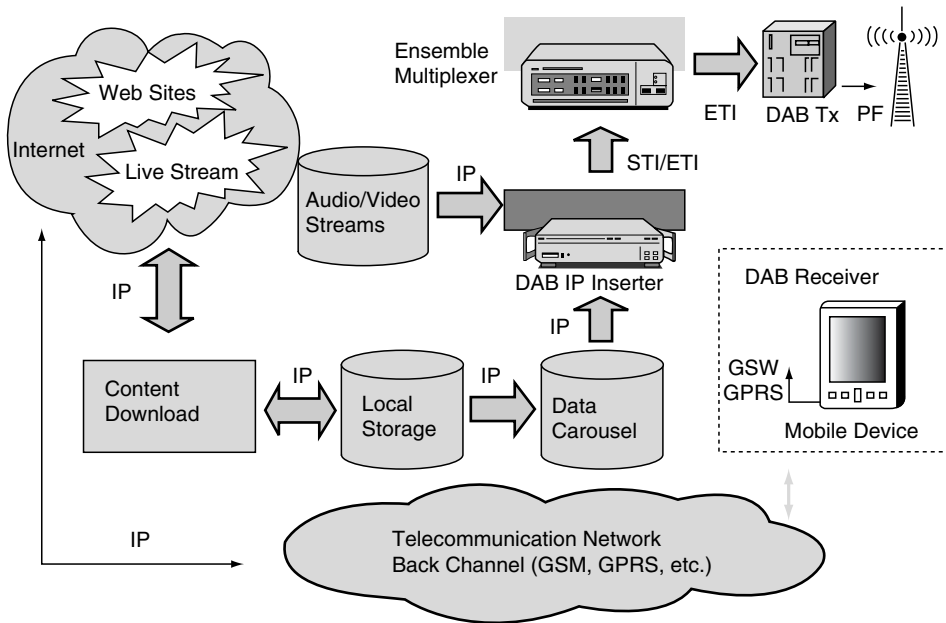 Ensemble
Multiplexer
ETI
DAB Tx
PF
Internet
Web Sites
Live Stream
STI/ETI
Audio/Video
Streams
IP
DAB IP Inserter
IP
IP
Content
Download
IP
Local
Storage
IP
Data
Carousel
DAB Receiver
GSW
GPRS
Mobile Device
IP
Telecommunication Network
Back Channel (GSM, GPRS, etc.)